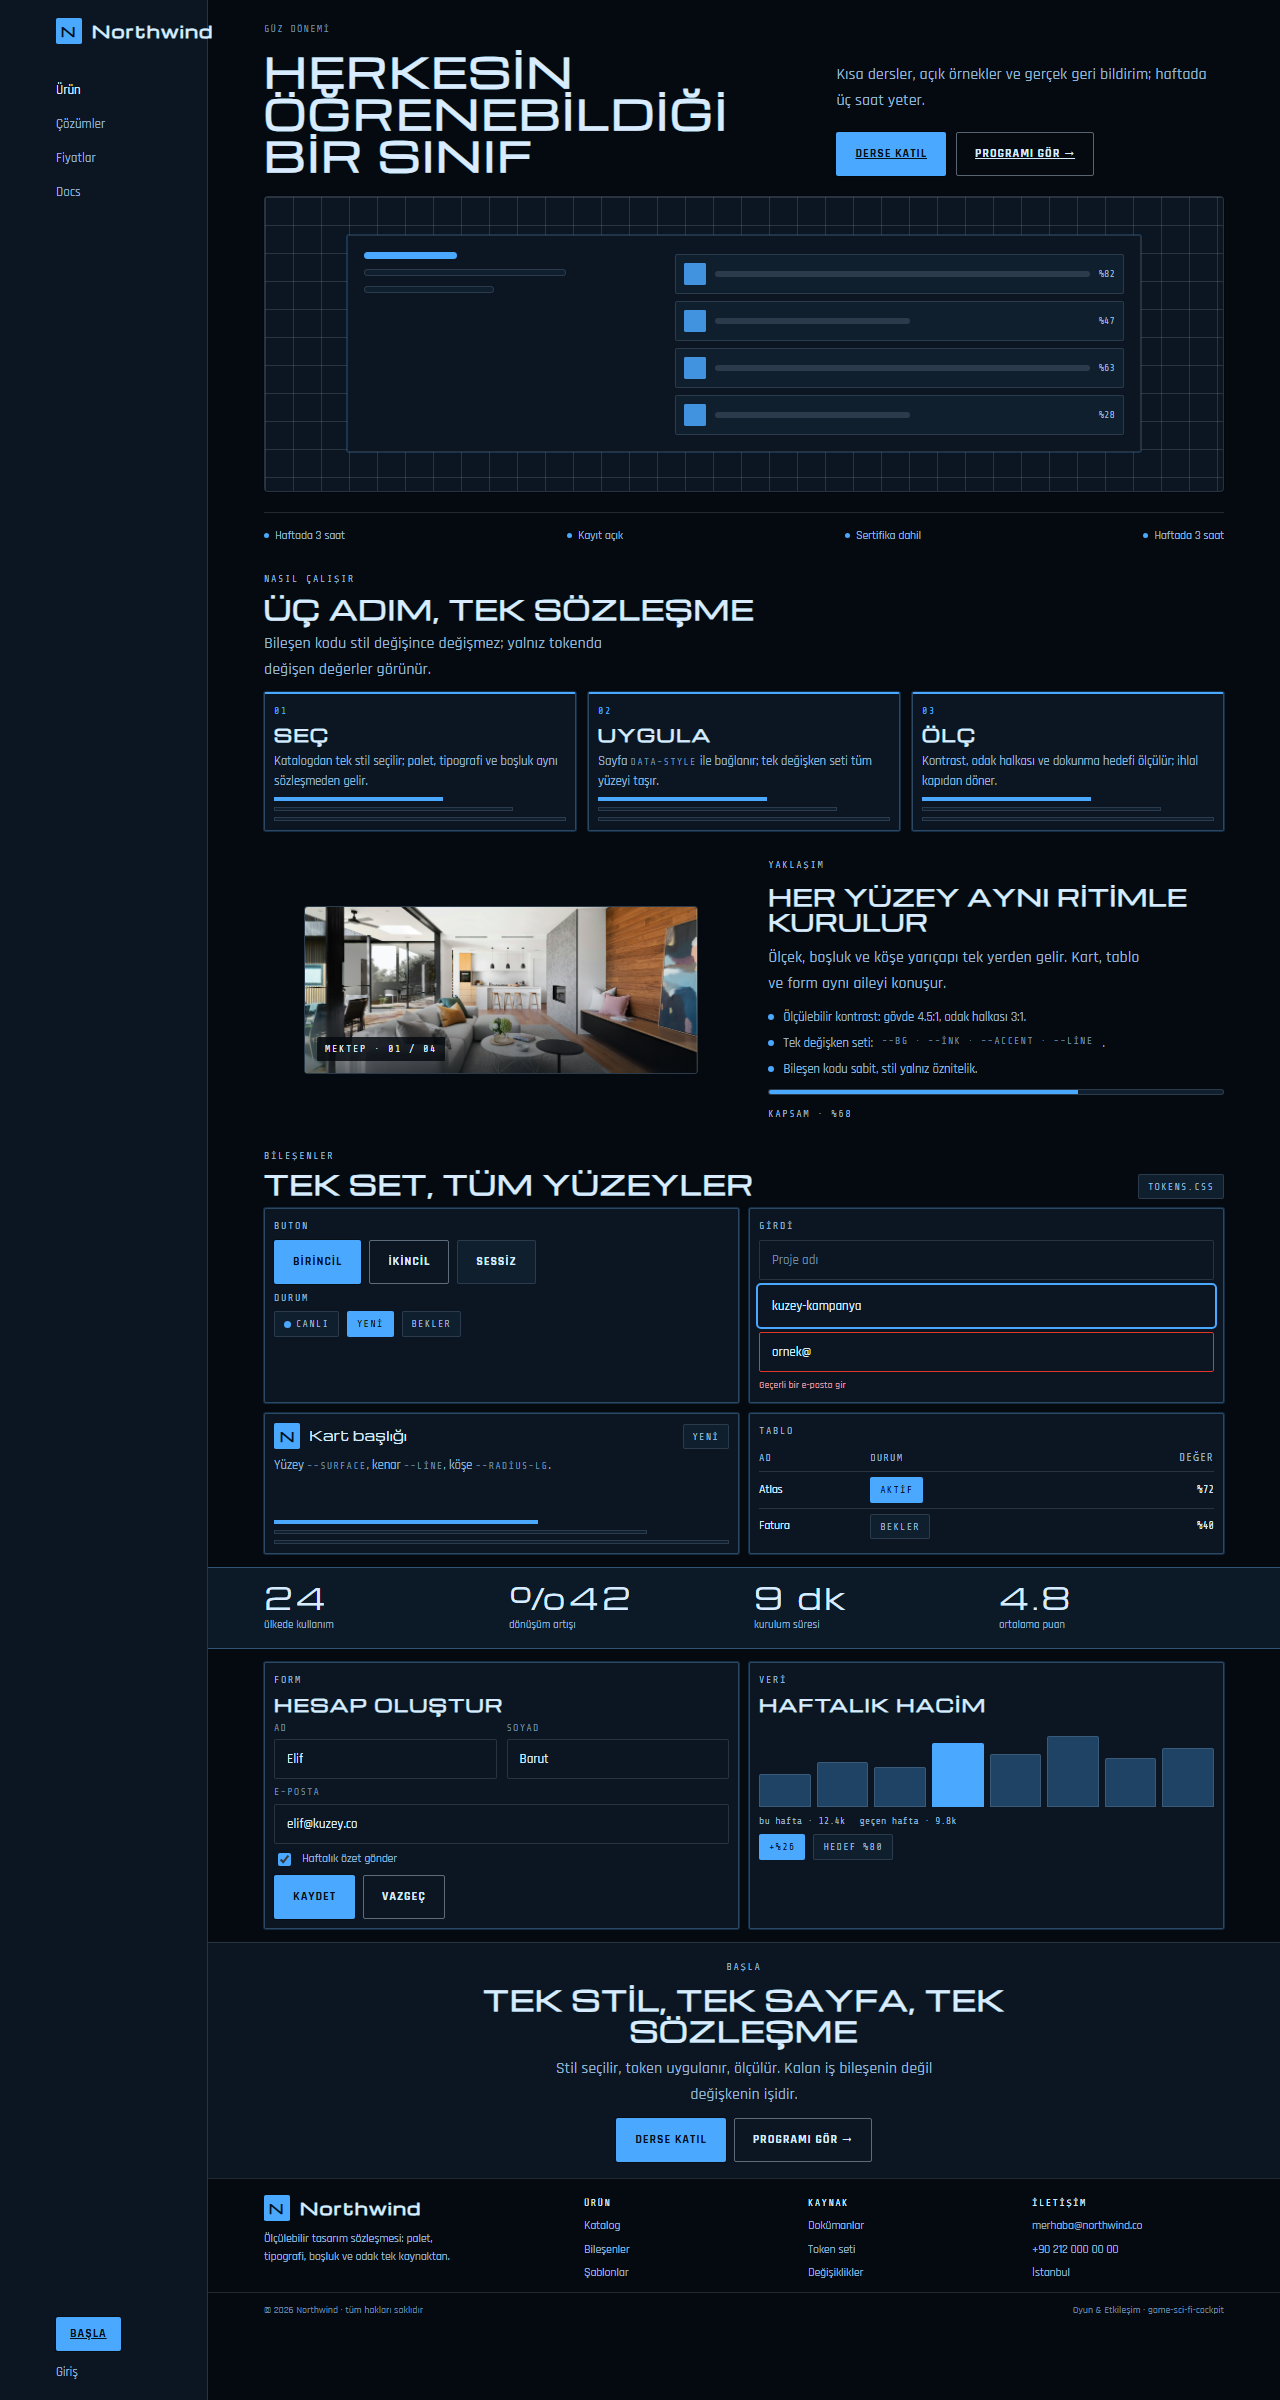 N Northwind
Ürün
Çözümler
Fiyatlar
Docs
BAŞLA
Giriş
GÜZ DÖNEMİ
HERKESİN
ÖĞRENEBİLDİĞİ
BİR SINIF
Kısa dersler, açık örnekler ve gerçek geri bildirim; haftada
üç saat yeter.
DERSE KATIL
PROGRAMI GÖR →
%82
%47
%63
%28
Haftada 3 saat
Kayıt açık
Sertifika dahil
Haftada 3 saat
NASIL ÇALIŞIR
ÜÇ ADIM, TEK SÖZLEŞME
Bileşen kodu stil değişince değişmez; yalnız tokenda
değişen değerler görünür.
01
SEÇ
Katalogdan tek stil seçilir; palet, tipografi ve boşluk aynı
sözleşmeden gelir.
02
UYGULA
Sayfa DATA-STYLE ile bağlanır; tek değişken seti tüm
yüzeyi taşır.
03
ÖLÇ
Kontrast, odak halkası ve dokunma hedefi ölçülür; ihlal
kapıdan döner.
MEKTEP · 01 / 04
YAKLAŞIM
HER YÜZEY AYNI RİTİMLE
KURULUR
Ölçek, boşluk ve köşe yarıçapı tek yerden gelir. Kart, tablo
ve form aynı aileyi konuşur.
Ölçülebilir kontrast: gövde 4.5:1, odak halkası 3:1.
Tek değişken seti: --BG · --İNK · --ACCENT · --LİNE .
Bileşen kodu sabit, stil yalnız öznitelik.
KAPSAM · %68
BİLEŞENLER
TEK SET, TÜM YÜZEYLER
TOKENS.CSS
BUTON
BİRİNCİL
İKİNCİL
SESSİZ
DURUM
CANLI
YENİ
BEKLER
GİRDİ
Proje adı
kuzey-kampanya
ornek@
Geçerli bir e-posta gir
N Kart başlığı
YENİ
Yüzey --SURFACE, kenar --LİNE, köşe --RADİUS-LG.
TABLO
AD DURUM DEĞER
Atlas AKTİF %72
Fatura BEKLER %40
24
ülkede kullanım
%42
dönüşüm artışı
9 dk
kurulum süresi
4.8
ortalama puan
FORM
HESAP OLUŞTUR
AD
SOYAD
Elif
Barut
E-POSTA
elif@kuzey.co
Haftalık özet gönder
KAYDET
VAZGEÇ
VERİ
HAFTALIK HACİM
bu hafta · 12.4k geçen hafta · 9.8k
+%26
HEDEF %80
BAŞLA
TEK STİL, TEK SAYFA, TEK
SÖZLEŞME
Stil seçilir, token uygulanır, ölçülür. Kalan iş bileşenin değil
değişkenin işidir.
DERSE KATIL
PROGRAMI GÖR →
N Northwind
Ölçülebilir tasarım sözleşmesi: palet,
tipografi, boşluk ve odak tek kaynaktan.
ÜRÜN
Katalog
Bileşenler
Şablonlar
KAYNAK
Dokümanlar
Token seti
Değişiklikler
İLETİŞİM
merhaba@northwind.co
+90 212 000 00 00
İstanbul
© 2026 Northwind · tüm hakları saklıdır
Oyun & Etkileşim · game-sci-fi-cockpit